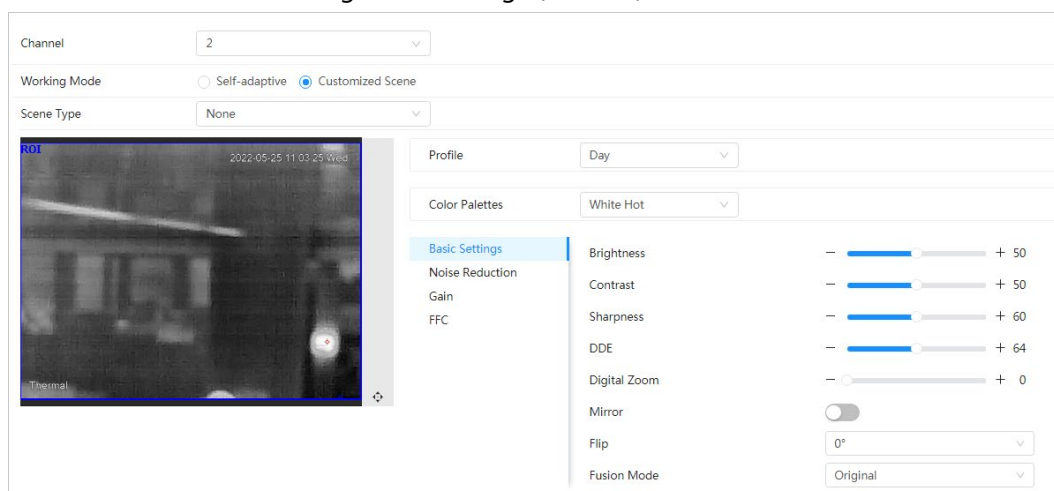 Channel
2
Working Mode
Self-adaptive
Customized Scene
Scene Type
None
ROI
2022-05-25 11 03 25 Wed
Thermal
Profile
Day
Color Palettes
White Hot
Basic Settings
Noise Reduction
Gain
FFC
Brightness
- + 50
Contrast
- + 50
Sharpness
- + 60
DDE
- + 64
Digital Zoom
- + 0
Mirror
Flip
0°
Fusion Mode
Original